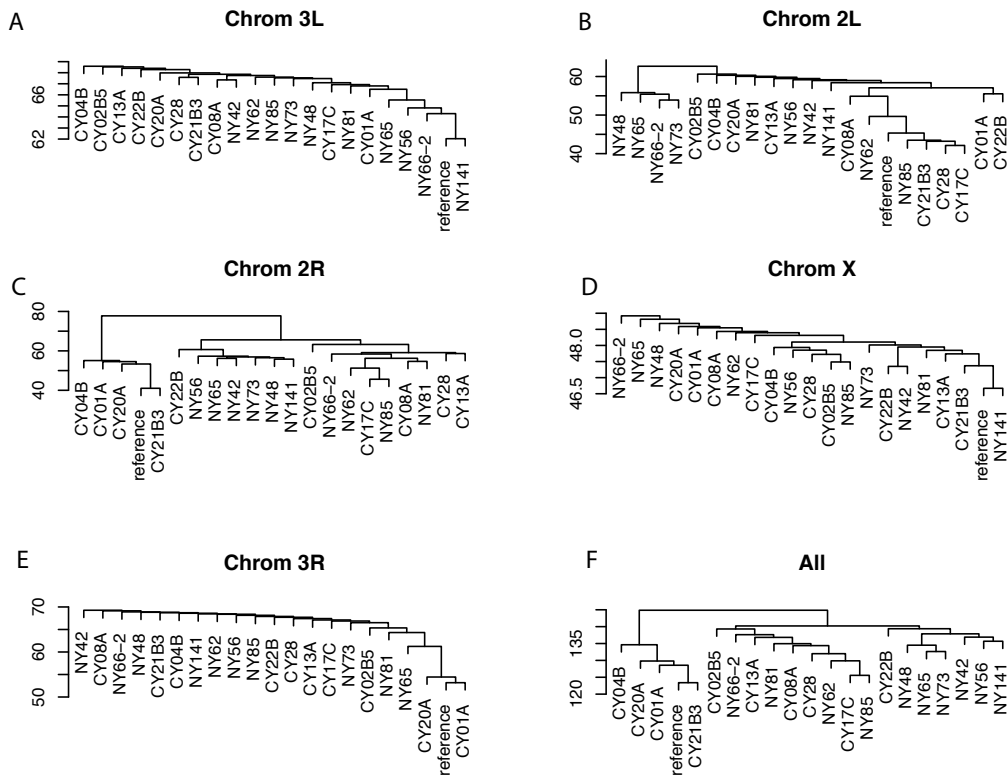 A
Chrom 3L
66
62
CY04B
CY02B5
CY13A
CY22B
CY20A
CY28
CY21B3
CY08A
NY42
NY62
NY85
NY73
NY48
CY17C
NY81
CY01A
NY65
NY56
NY66-2
reference
NY141
B
Chrom 2L
60
50
40
NY48
NY65
NY66-2
NY73
CY02B5
CY04B
CY20A
NY81
CY13A
NY56
NY42
NY141
CY08A
NY62
reference
NY85
CY21B3
CY28
CY17C
CY01A
CY22B
C
Chrom 2R
80
60
40
CY04B
CY01A
CY20A
reference
CY21B3
CY22B
NY56
NY65
NY42
NY73
NY48
NY141
CY02B5
NY66-2
NY62
CY17C
NY85
CY08A
NY81
CY28
CY13A
D
Chrom X
48.0
46.5
NY66-2
NY65
NY48
CY20A
CY01A
CY08A
NY62
CY17C
CY04B
NY56
CY28
CY02B5
NY85
NY73
CY22B
NY42
NY81
CY13A
CY21B3
reference
NY141
E
Chrom 3R
70
60
50
NY42
CY08A
NY66-2
NY48
CY21B3
CY04B
NY141
NY62
NY56
NY85
CY22B
CY28
CY13A
CY17C
NY73
CY02B5
NY81
NY65
CY20A
reference
CY01A
F
All
135
120
CY04B
CY20A
CY01A
reference
CY21B3
CY02B5
NY66-2
CY13A
NY81
CY08A
CY28
NY62
CY17C
NY85
CY22B
NY48
NY65
NY73
NY42
NY56
NY141